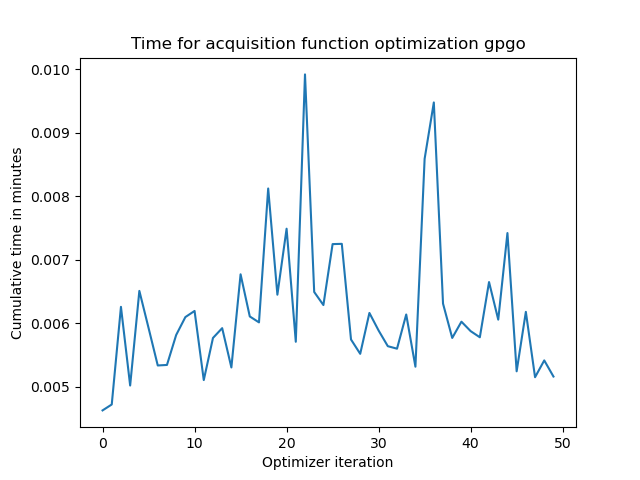 Time for acquisition function optimization gpgo
0.010
0.009
0.008
0.007
0.006
0.005
Cumulative time in minutes
0 10 20 30 40 50
Optimizer iteration